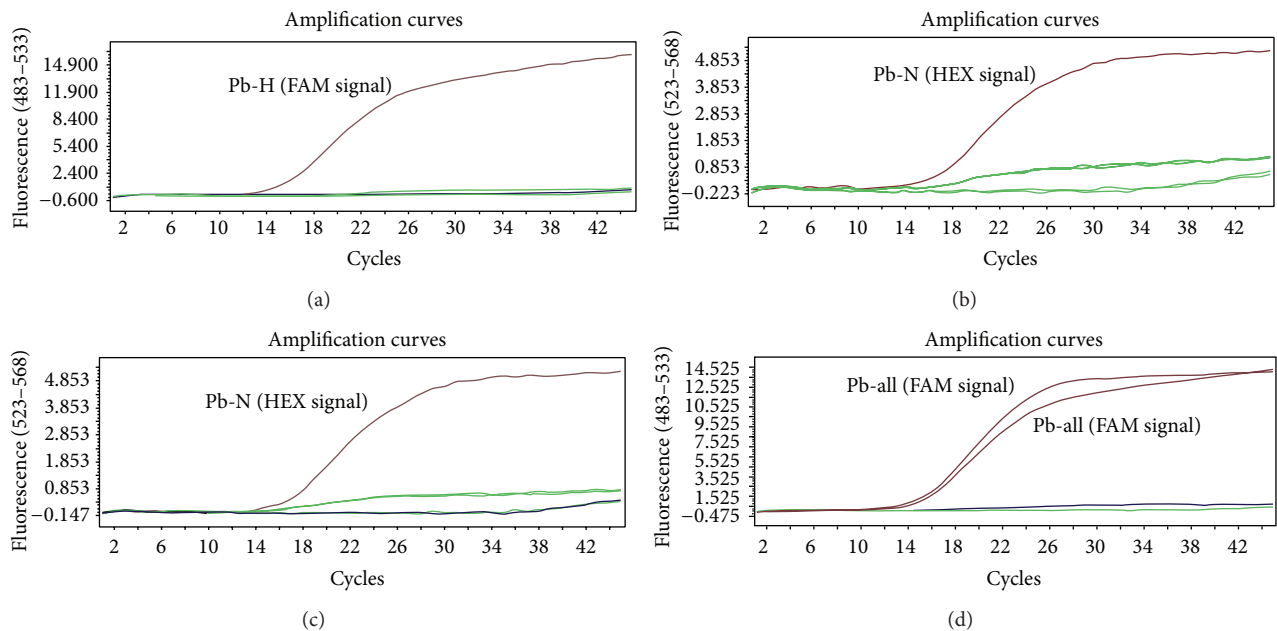 Amplification curves
Fluorescence (483–533)
14.900
11.900
8.400
5.400
2.400
−0.600
Pb-H (FAM signal)
2 6 10 14 18 22 26 30 34 38 42
Cycles
(a)
Amplification curves
Fluorescence (523–568)
4.853
3.853
2.853
1.853
0.853
−0.223
Pb-N (HEX signal)
2 6 10 14 18 22 26 30 34 38 42
Cycles
(b)
Amplification curves
Fluorescence (523–568)
4.853
3.853
2.853
1.853
0.853
−0.147
Pb-N (HEX signal)
2 6 10 14 18 22 26 30 34 38 42
Cycles
(c)
Amplification curves
Fluorescence (483–533)
14.525
12.525
10.525
9.525
7.525
5.525
3.525
1.525
−0.475
Pb-all (FAM signal)
Pb-all (FAM signal)
2 6 10 14 18 22 26 30 34 38 42
Cycles
(d)